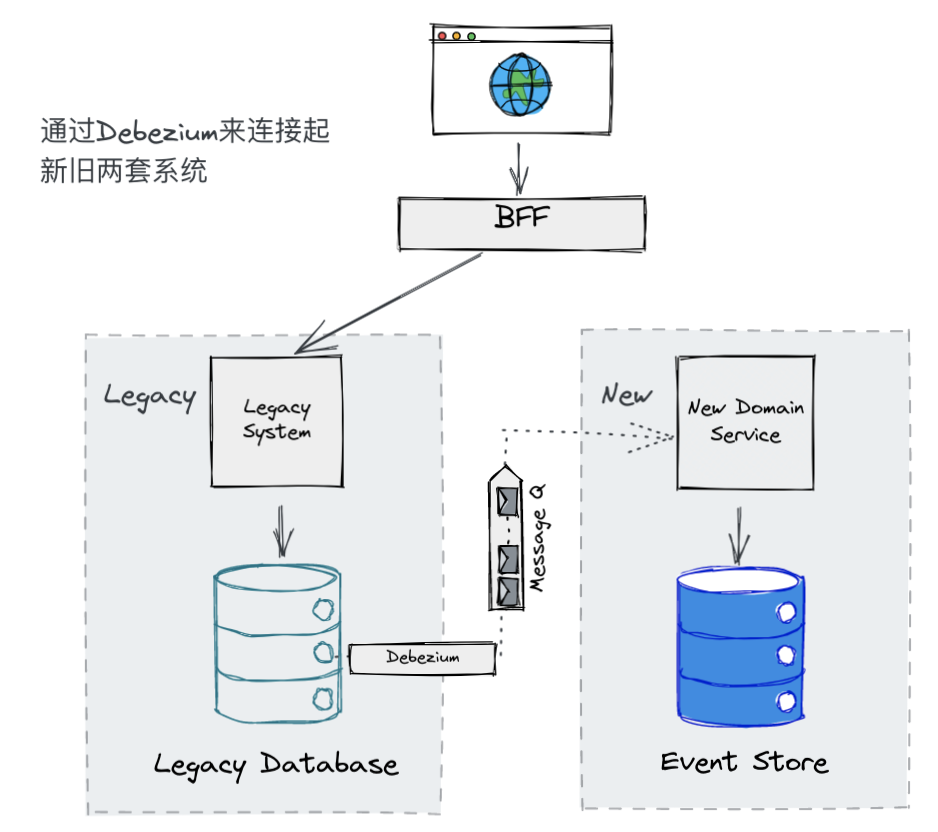 通过Debezium来连接起
新旧两套系统
BFF
Legacy
Legacy
System
New
New Domain
Service
Message Q
Debezium
Legacy Database
Event Store